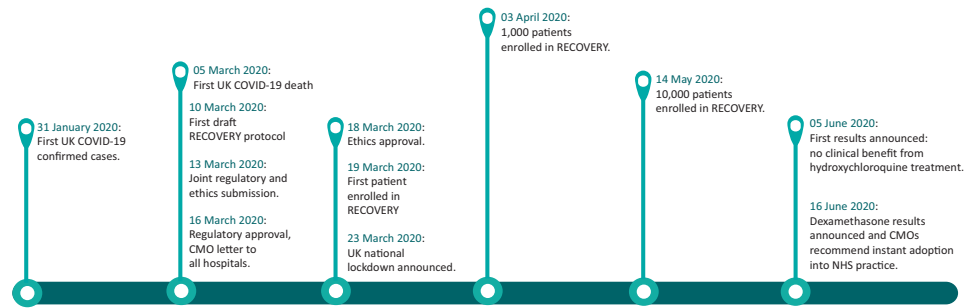 31 January 2020:
First UK COVID-19
confirmed cases.
05 March 2020:
First UK COVID-19 death
10 March 2020:
First draft
RECOVERY protocol
13 March 2020:
Joint regulatory and
ethics submission.
16 March 2020:
Regulatory approval,
CMO letter to
all hospitals.
18 March 2020:
Ethics approval.
19 March 2020:
First patient
enrolled in
RECOVERY
23 March 2020:
UK national
lockdown announced.
03 April 2020:
1,000 patients
enrolled in RECOVERY.
14 May 2020:
10,000 patients
enrolled in RECOVERY.
05 June 2020:
First results announced:
no clinical benefit from
hydroxychloroquine treatment.
16 June 2020:
Dexamethasone results
announced and CMOs
recommend instant adoption
into NHS practice.